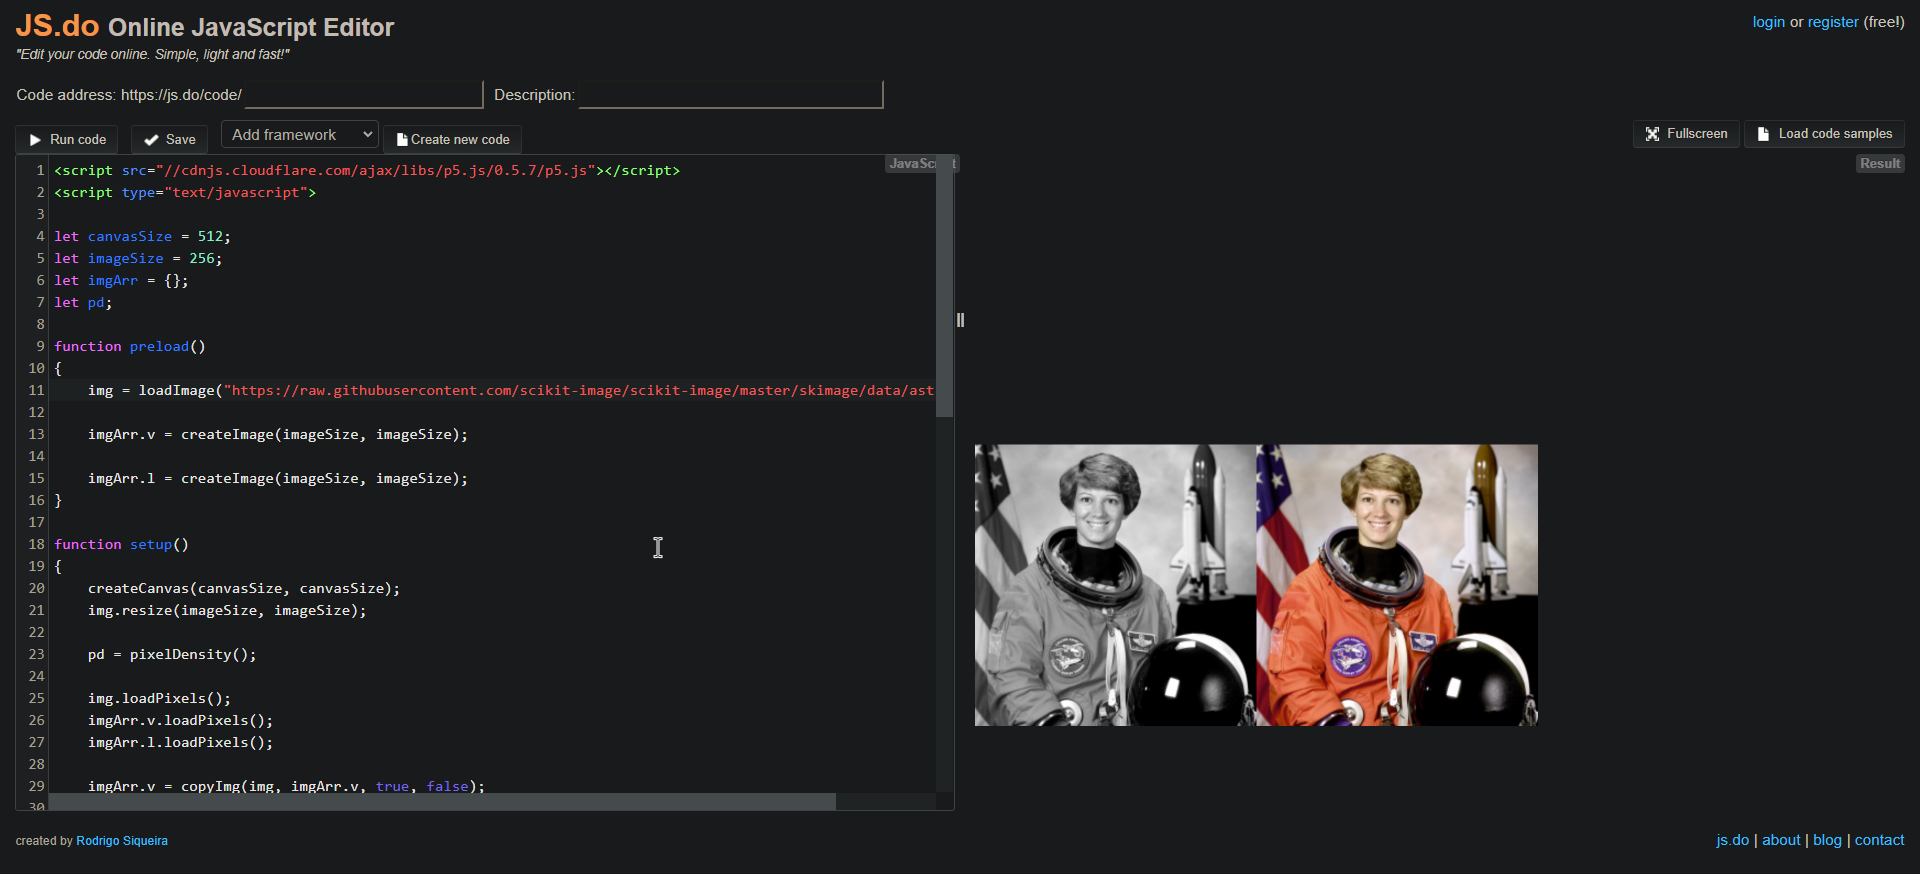 JS.do Online JavaScript Editor
"Edit your code online. Simple, light and fast!"
login or register (free!)
Code address: https://js.do/code/
Description:
Run code
Save
Add framework
Create new code
Fullscreen
Load code samples
JavaScript
Result
1 <script src="//cdnjs.cloudflare.com/ajax/libs/p5.js/0.5.7/p5.js"></script>
2 <script type="text/javascript">
3
4 let canvasSize = 512;
5 let imageSize = 256;
6 let imgArr = {};
7 let pd;
8
9 function preload()
10 {
11     img = loadImage("https://raw.githubusercontent.com/scikit-image/scikit-image/master/skimage/data/ast
12
13     imgArr.v = createImage(imageSize, imageSize);
14
15     imgArr.l = createImage(imageSize, imageSize);
16 }
17
18 function setup()
19 {
20     createCanvas(canvasSize, canvasSize);
21     img.resize(imageSize, imageSize);
22
23     pd = pixelDensity();
24
25     img.loadPixels();
26     imgArr.v.loadPixels();
27     imgArr.l.loadPixels();
28
29     imgArr.v = copyImg(img, imgArr.v, true, false);
30
created by Rodrigo Siqueira
js.do | about | blog | contact